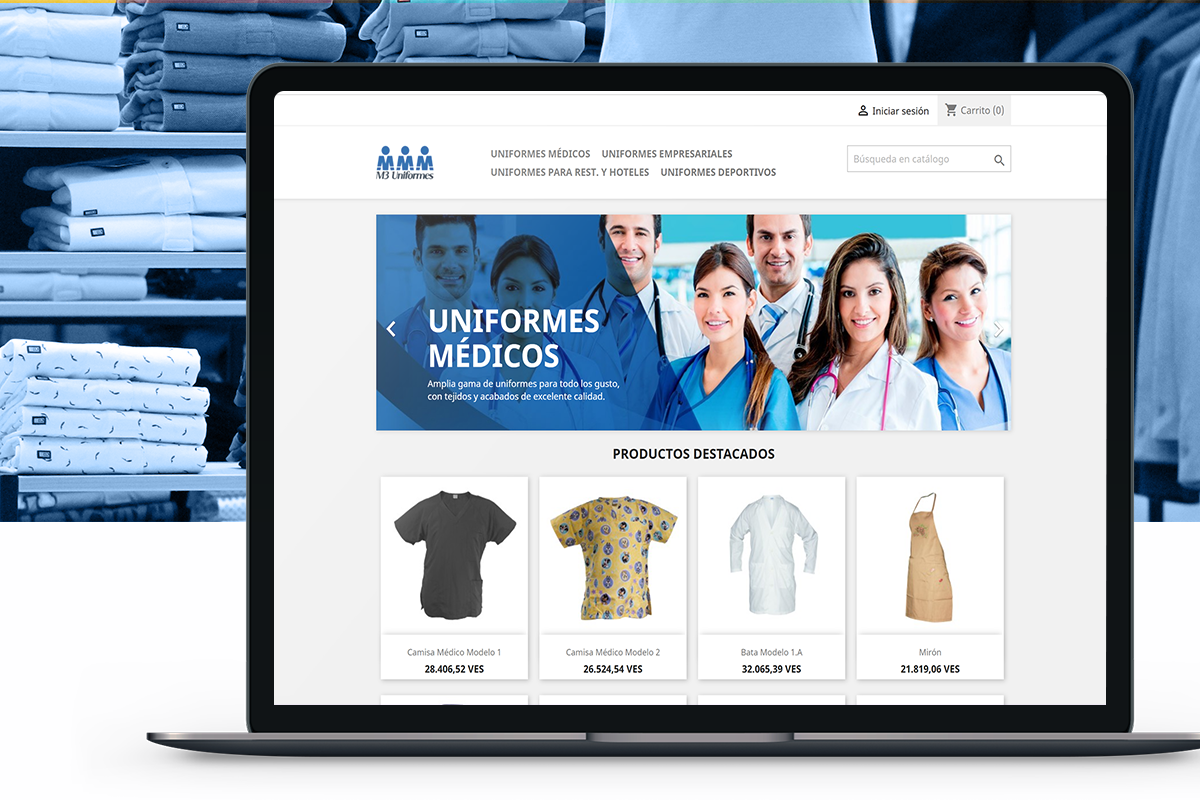 Iniciar sesión
Carrito (0)
M3 Uniformes
UNIFORMES MÉDICOS UNIFORMES EMPRESARIALES
UNIFORMES PARA REST. Y HOTELES UNIFORMES DEPORTIVOS
Búsqueda en catálogo
UNIFORMES
MÉDICOS
Amplia gama de uniformes para todo los gusto,
con tejidos y acabados de excelente calidad.
PRODUCTOS DESTACADOS
Camisa Médico Modelo 1
28.406,52 VES
Camisa Médico Modelo 2
26.524,54 VES
Bata Modelo 1.A
32.065,39 VES
Mirón
21.819,06 VES